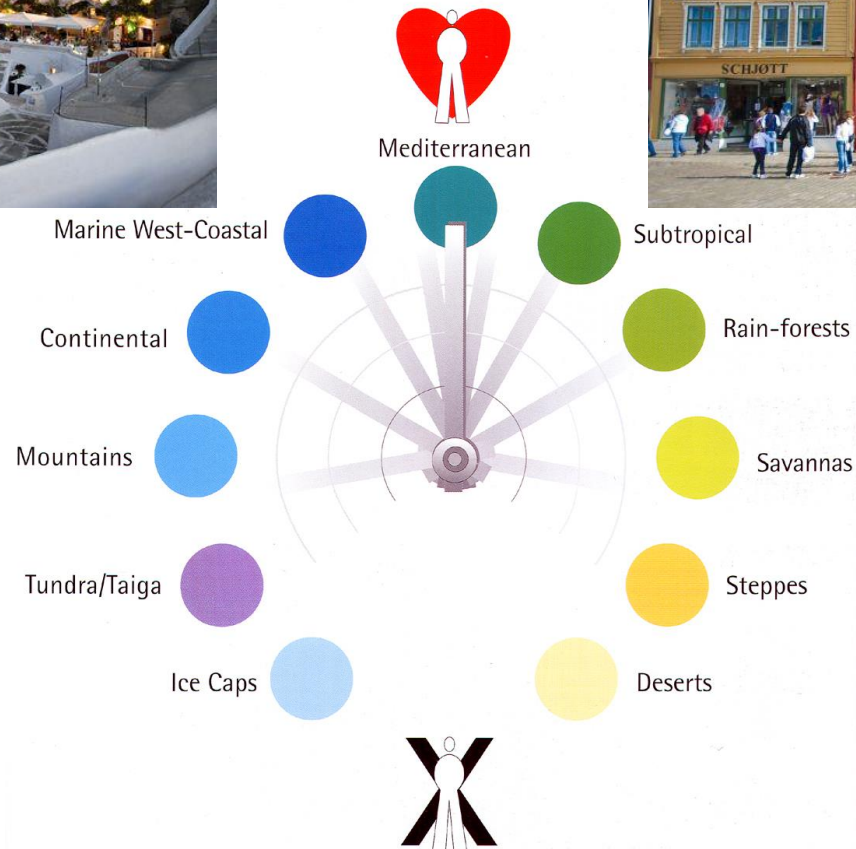 SCHJØTT
Mediterranean
Marine West-Coastal
Subtropical
Continental
Rain-forests
Mountains
Savannas
Tundra/Taiga
Steppes
Ice Caps
Deserts